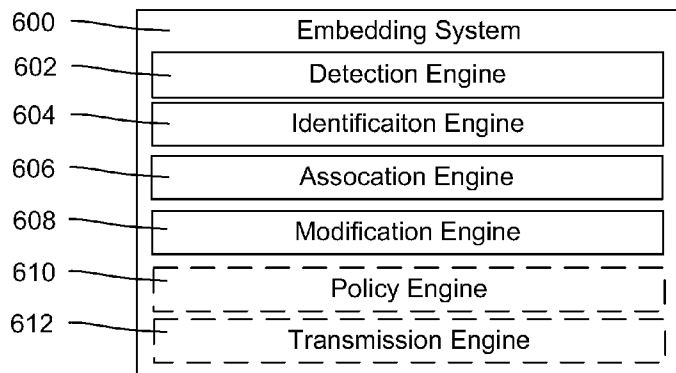 600 Embedding System
602 Detection Engine
604 Identificaiton Engine
606 Assocation Engine
608 Modification Engine
610 Policy Engine
612 Transmission Engine